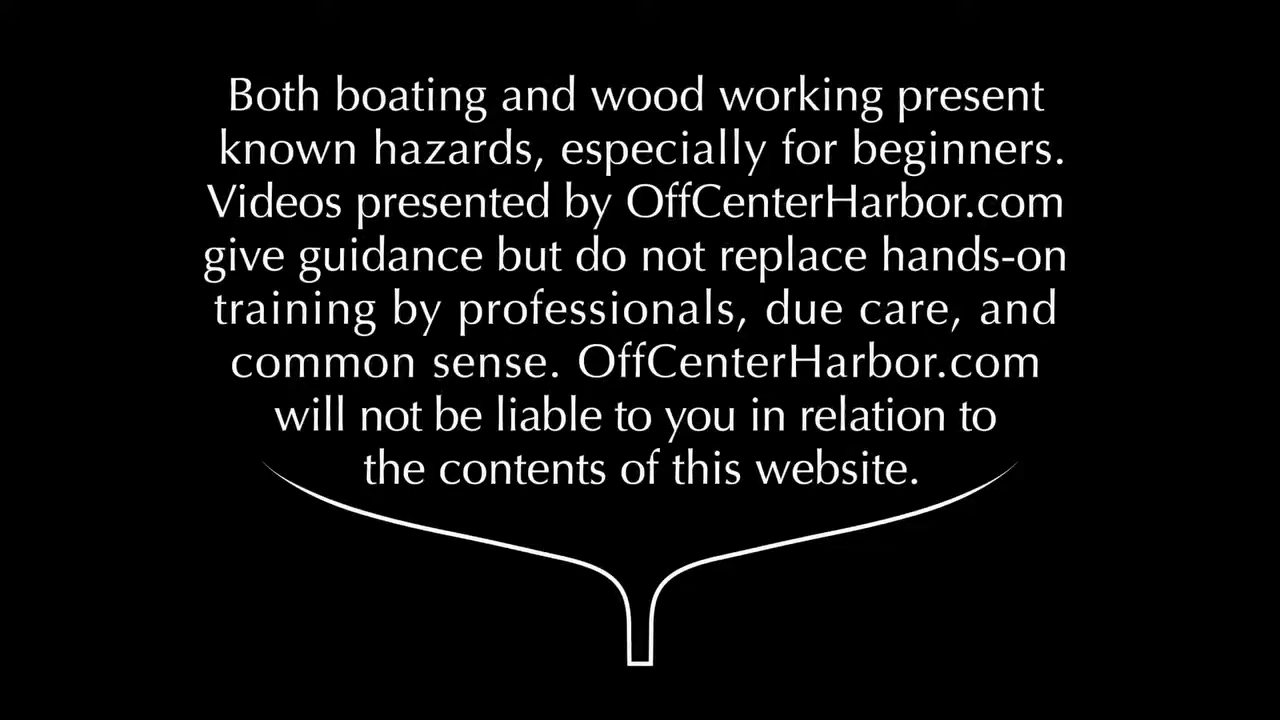 Both boating and wood working present
known hazards, especially for beginners.
Videos presented by OffCenterHarbor.com
give guidance but do not replace hands-on
training by professionals, due care, and
common sense. OffCenterHarbor.com
will not be liable to you in relation to
the contents of this website.